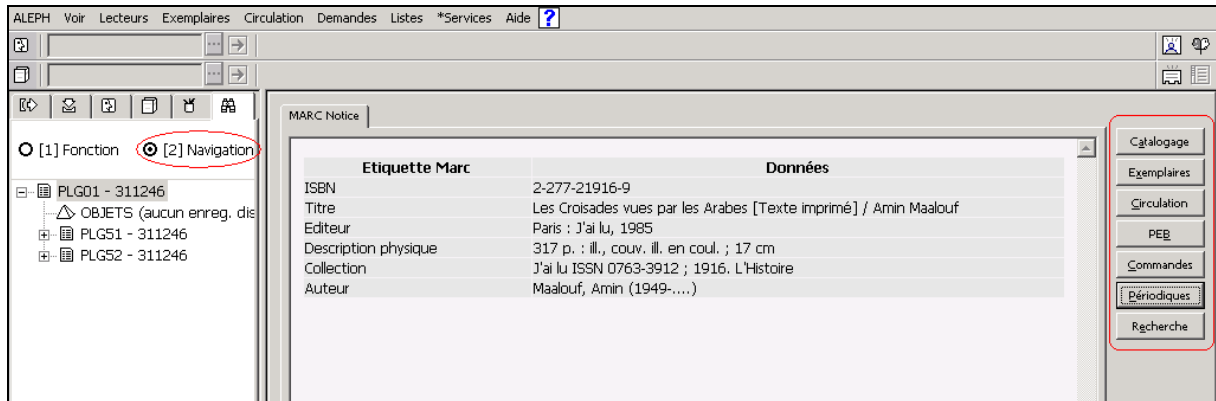 ALEPH Voir Lecteurs Exemplaires Circulation Demandes Listes *Services Aide ?
[1] Fonction [2] Navigation
PLG01 - 311246
OBJETS (aucun enreg. dis
PLG51 - 311246
PLG52 - 311246
MARC Notice
Etiquette Marc Données
ISBN 2-277-21916-9
Titre Les Croisades vues par les Arabes [Texte imprimé] / Amin Maalouf
Editeur Paris : J'ai lu, 1985
Description physique 317 p. : ill., couv. ill. en coul. ; 17 cm
Collection J'ai lu ISSN 0763-3912 ; 1916. L'Histoire
Auteur Maalouf, Amin (1949-....)
Catalogage
Exemplaires
Circulation
PEB
Commandes
Périodiques
Recherche